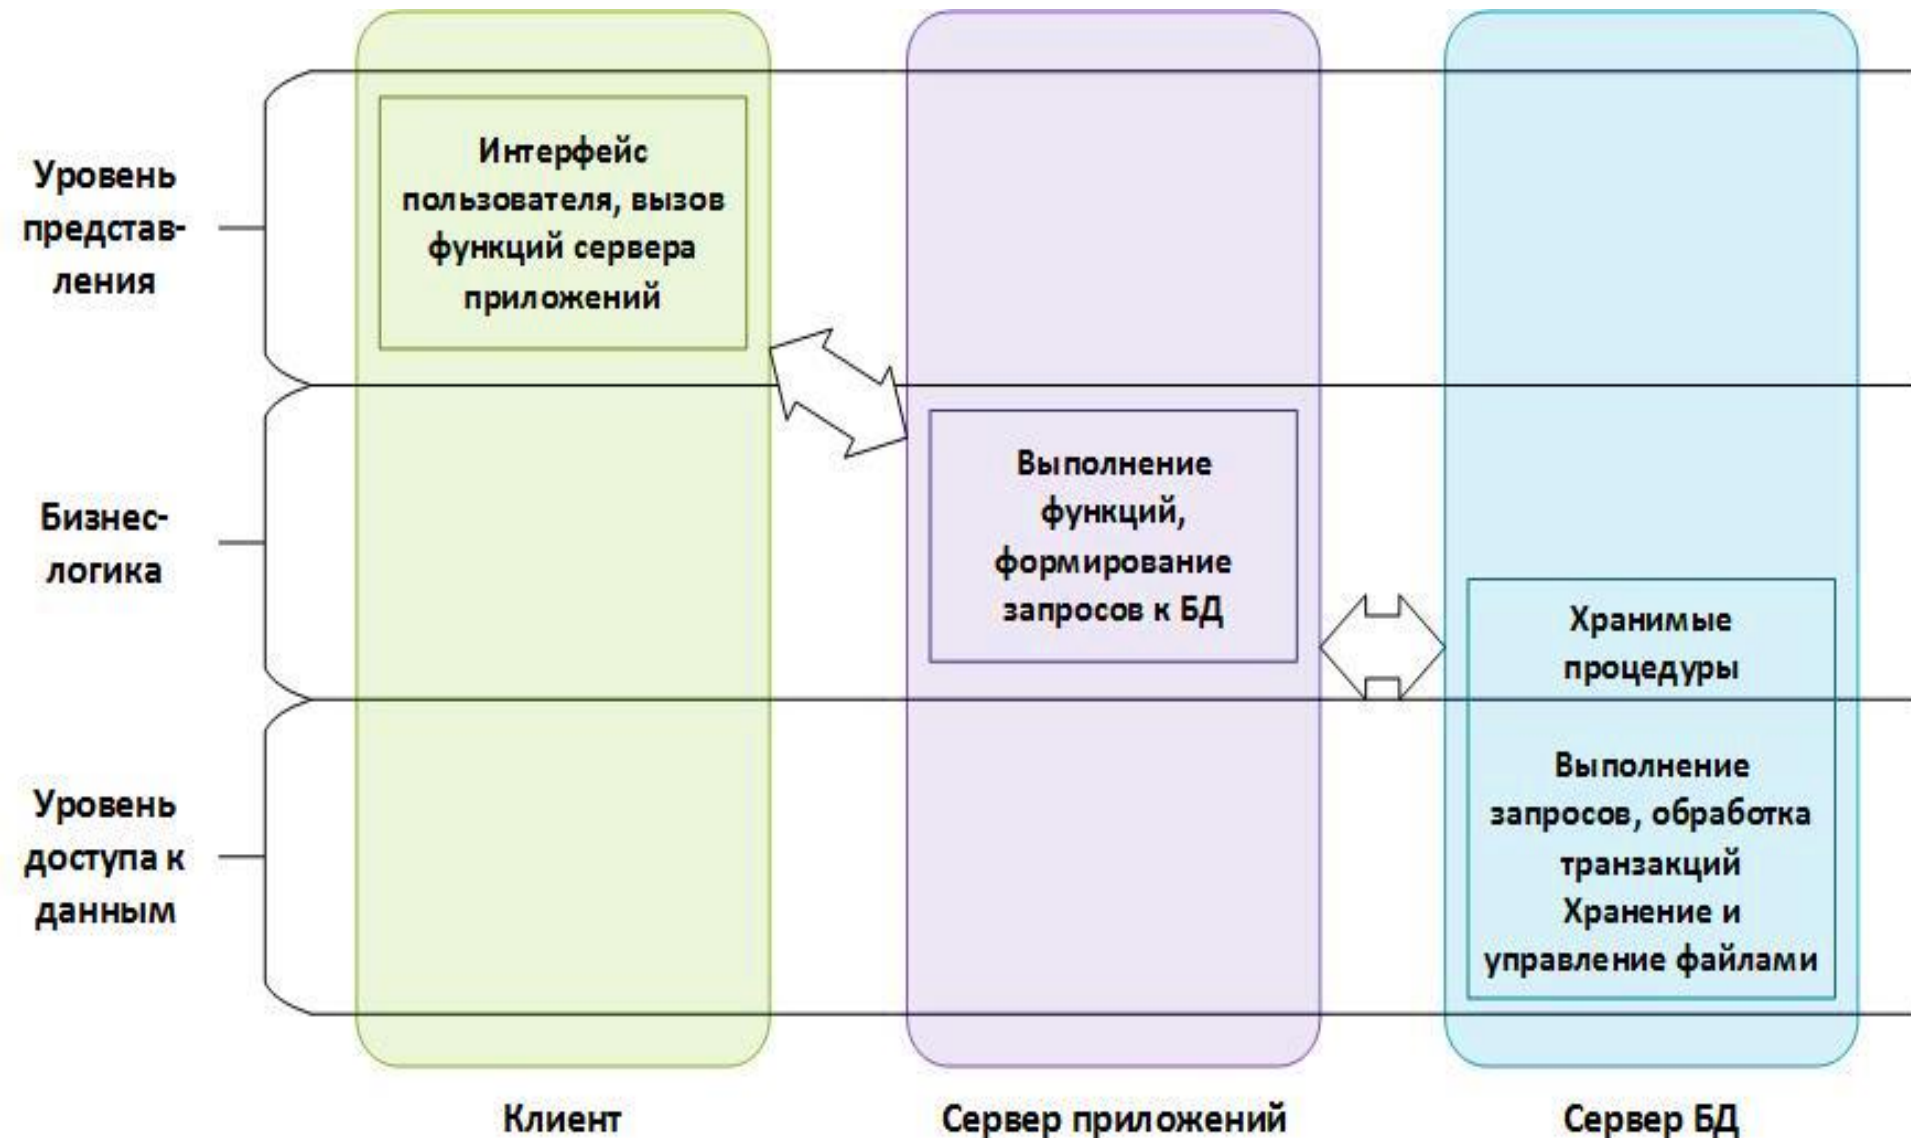 Уровень
представ-
ления
Интерфейс
пользователя, вызов
функций сервера
приложений
Бизнес-
логика
Выполнение
функций,
формирование
запросов к БД
Хранимые
процедуры
Уровень
доступа к
данным
Выполнение
запросов, обработка
транзакций
Хранение и
управление файлами
Клиент
Сервер приложений
Сервер БД